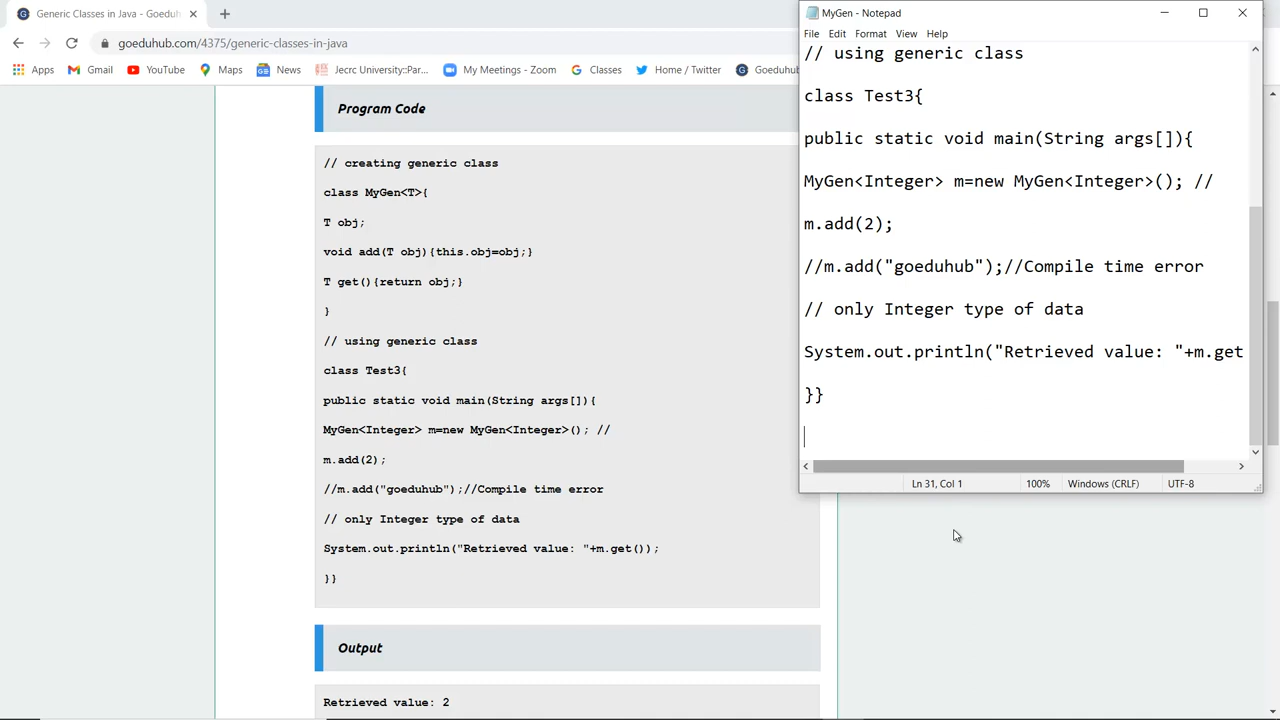 Generic Classes in Java - Goeduh
goeduhub.com/4375/generic-classes-in-java
Apps
Gmail
YouTube
Maps
News
Jecrc University::Par...
My Meetings - Zoom
Classes
Home / Twitter
Goeduhub
Program Code
// creating generic class
class MyGen<T>{
T obj;
void add(T obj){this.obj=obj;}
T get(){return obj;}
}
// using generic class
class Test3{
public static void main(String args[]){
MyGen<Integer> m=new MyGen<Integer>(); //
m.add(2);
//m.add("goeduhub");//Compile time error
// only Integer type of data
System.out.println("Retrieved value: "+m.get());
}}
Output
Retrieved value: 2
MyGen - Notepad
File Edit Format View Help
// using generic class
class Test3{
public static void main(String args[]){
MyGen<Integer> m=new MyGen<Integer>(); //
m.add(2);
//m.add("goeduhub");//Compile time error
// only Integer type of data
System.out.println("Retrieved value: "+m.get
}}
Ln 31, Col 1
100%
Windows (CRLF)
UTF-8